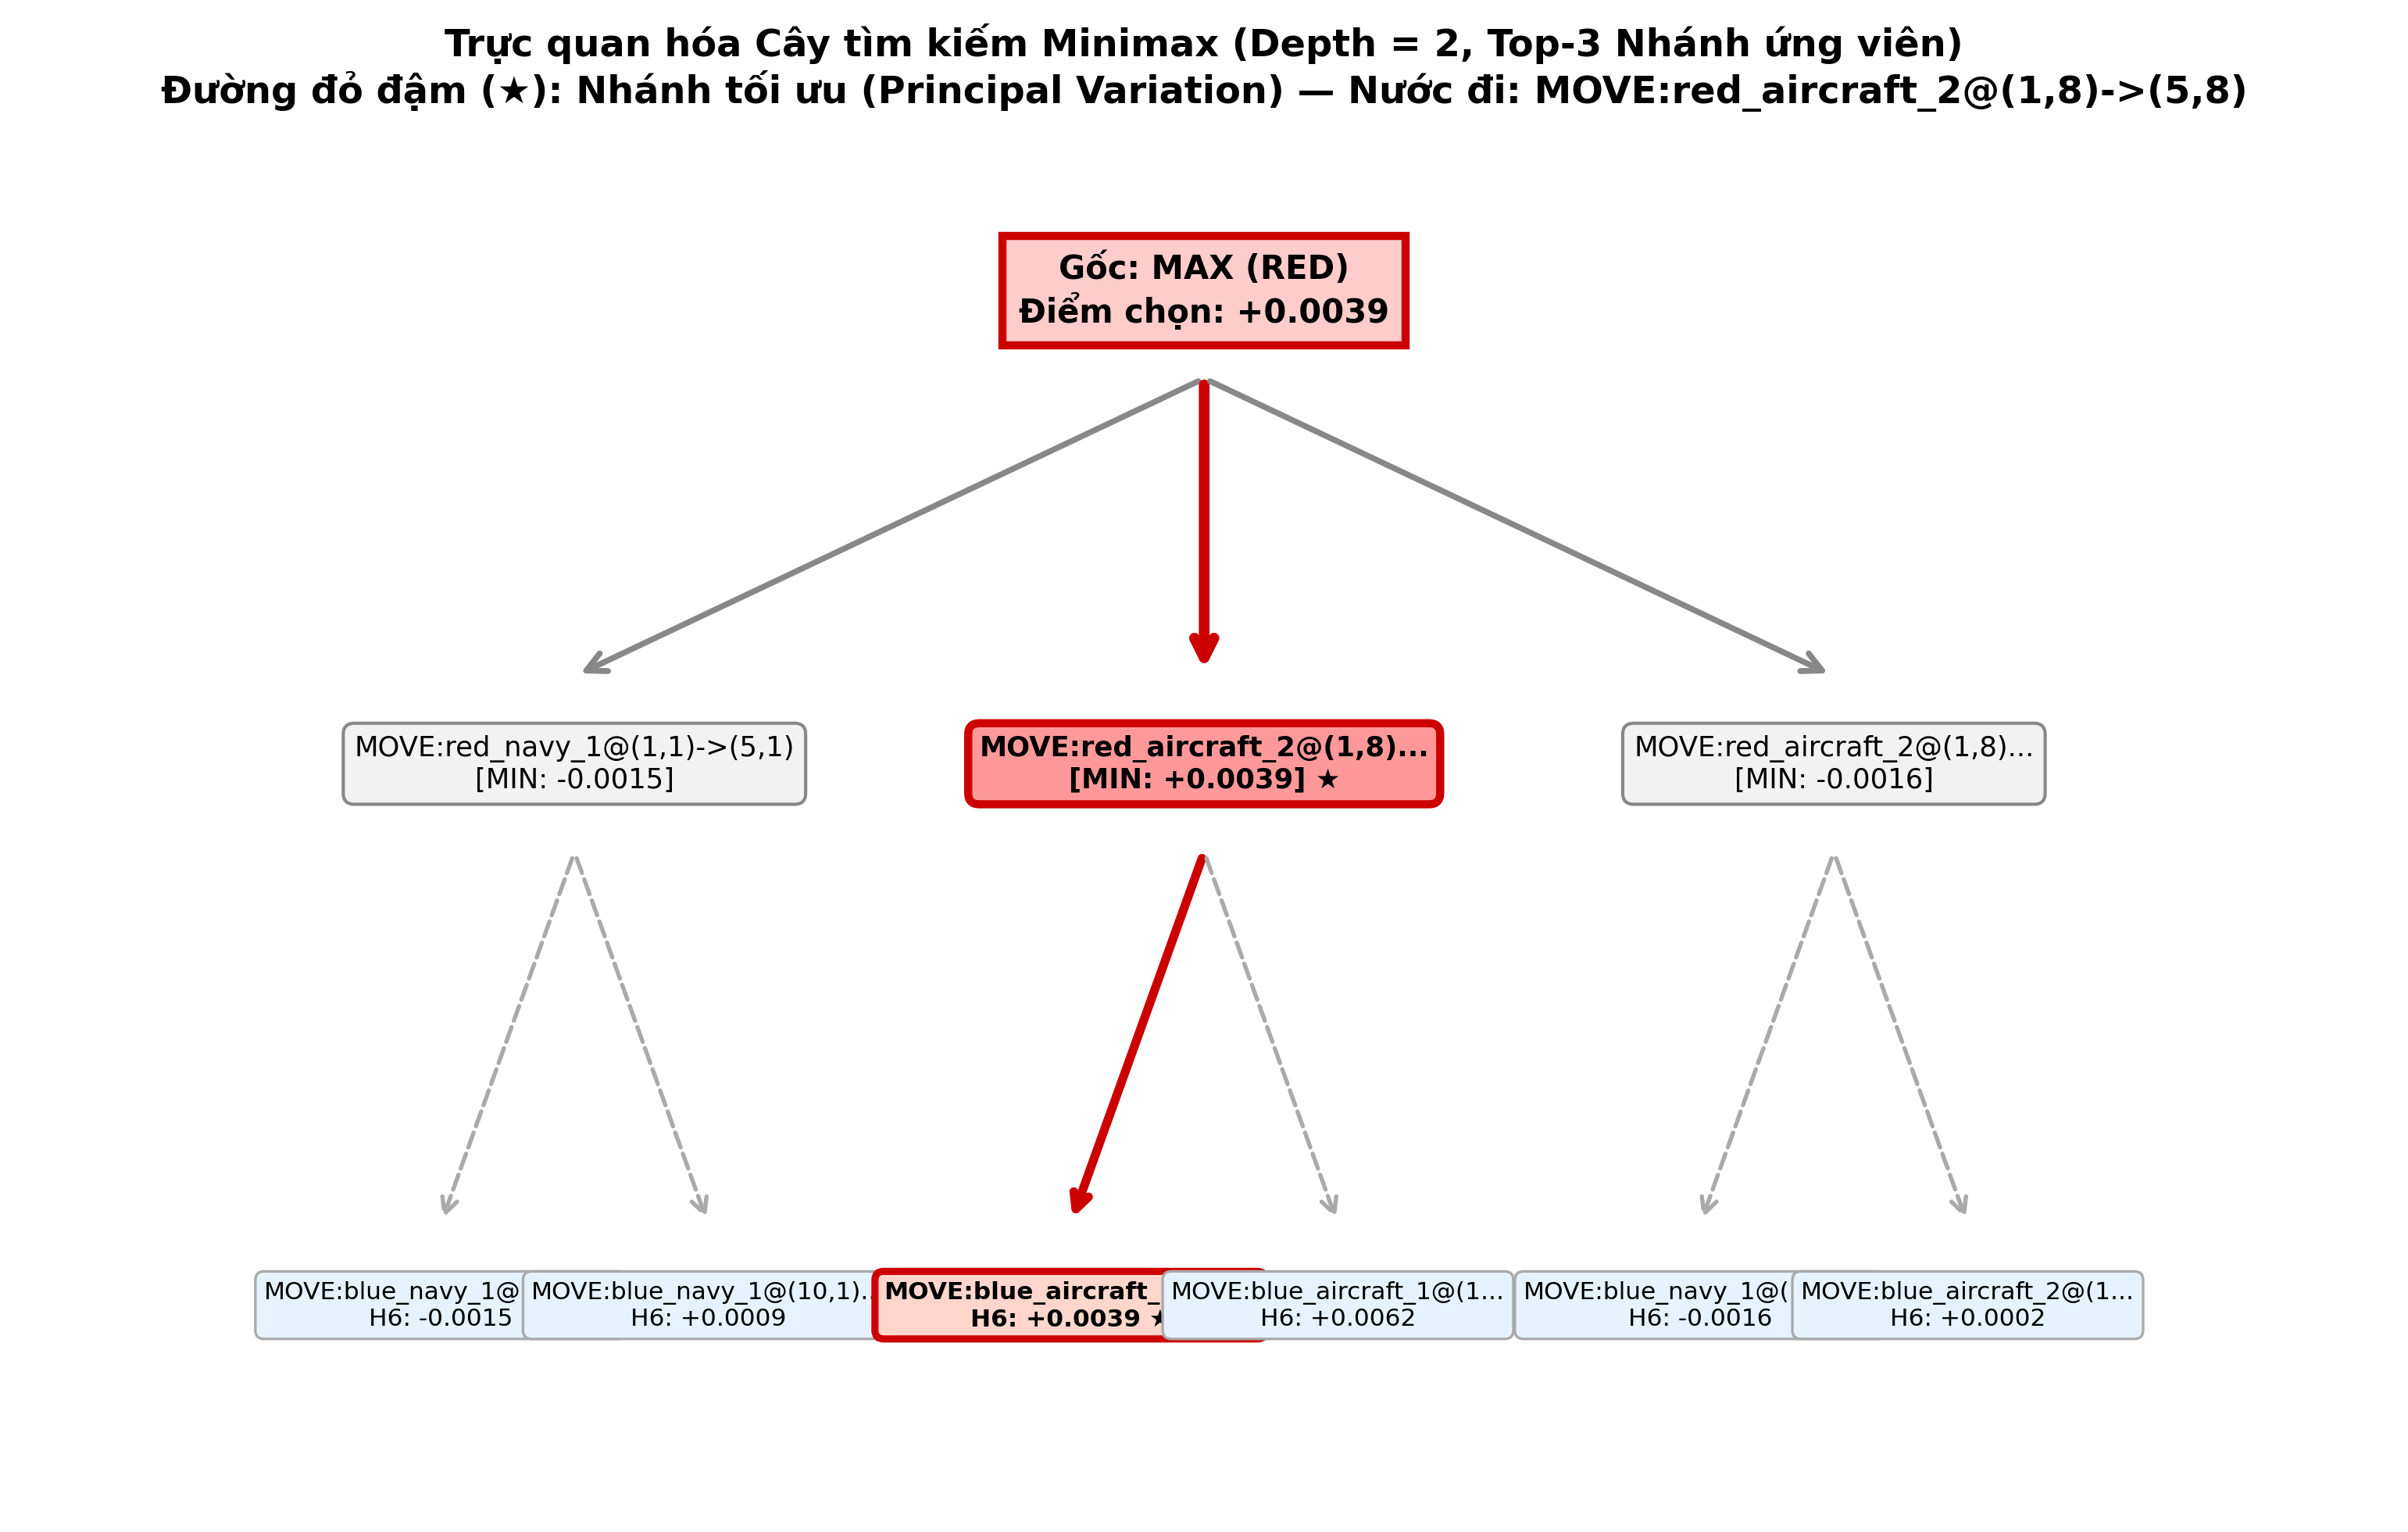 Trực quan hóa Cây tìm kiếm Minimax (Depth = 2, Top-3 Nhánh ứng viên)
Đường đỏ đậm (★): Nhánh tối ưu (Principal Variation) — Nước đi: MOVE:red_aircraft_2@(1,8)->(5,8)
Gốc: MAX (RED)
Điểm chọn: +0.0039
MOVE:red_navy_1@(1,1)->(5,1)
[MIN: -0.0015]
MOVE:red_aircraft_2@(1,8)...
[MIN: +0.0039] ★
MOVE:red_aircraft_2@(1,8)...
[MIN: -0.0016]
MOVE:blue_navy_1@
H6: -0.0015
MOVE:blue_navy_1@(10,1)..
H6: +0.0009
MOVE:blue_aircraft_
H6: +0.0039 ★
MOVE:blue_aircraft_1@(1...
H6: +0.0062
MOVE:blue_navy_1@(
H6: -0.0016
MOVE:blue_aircraft_2@(1...
H6: +0.0002